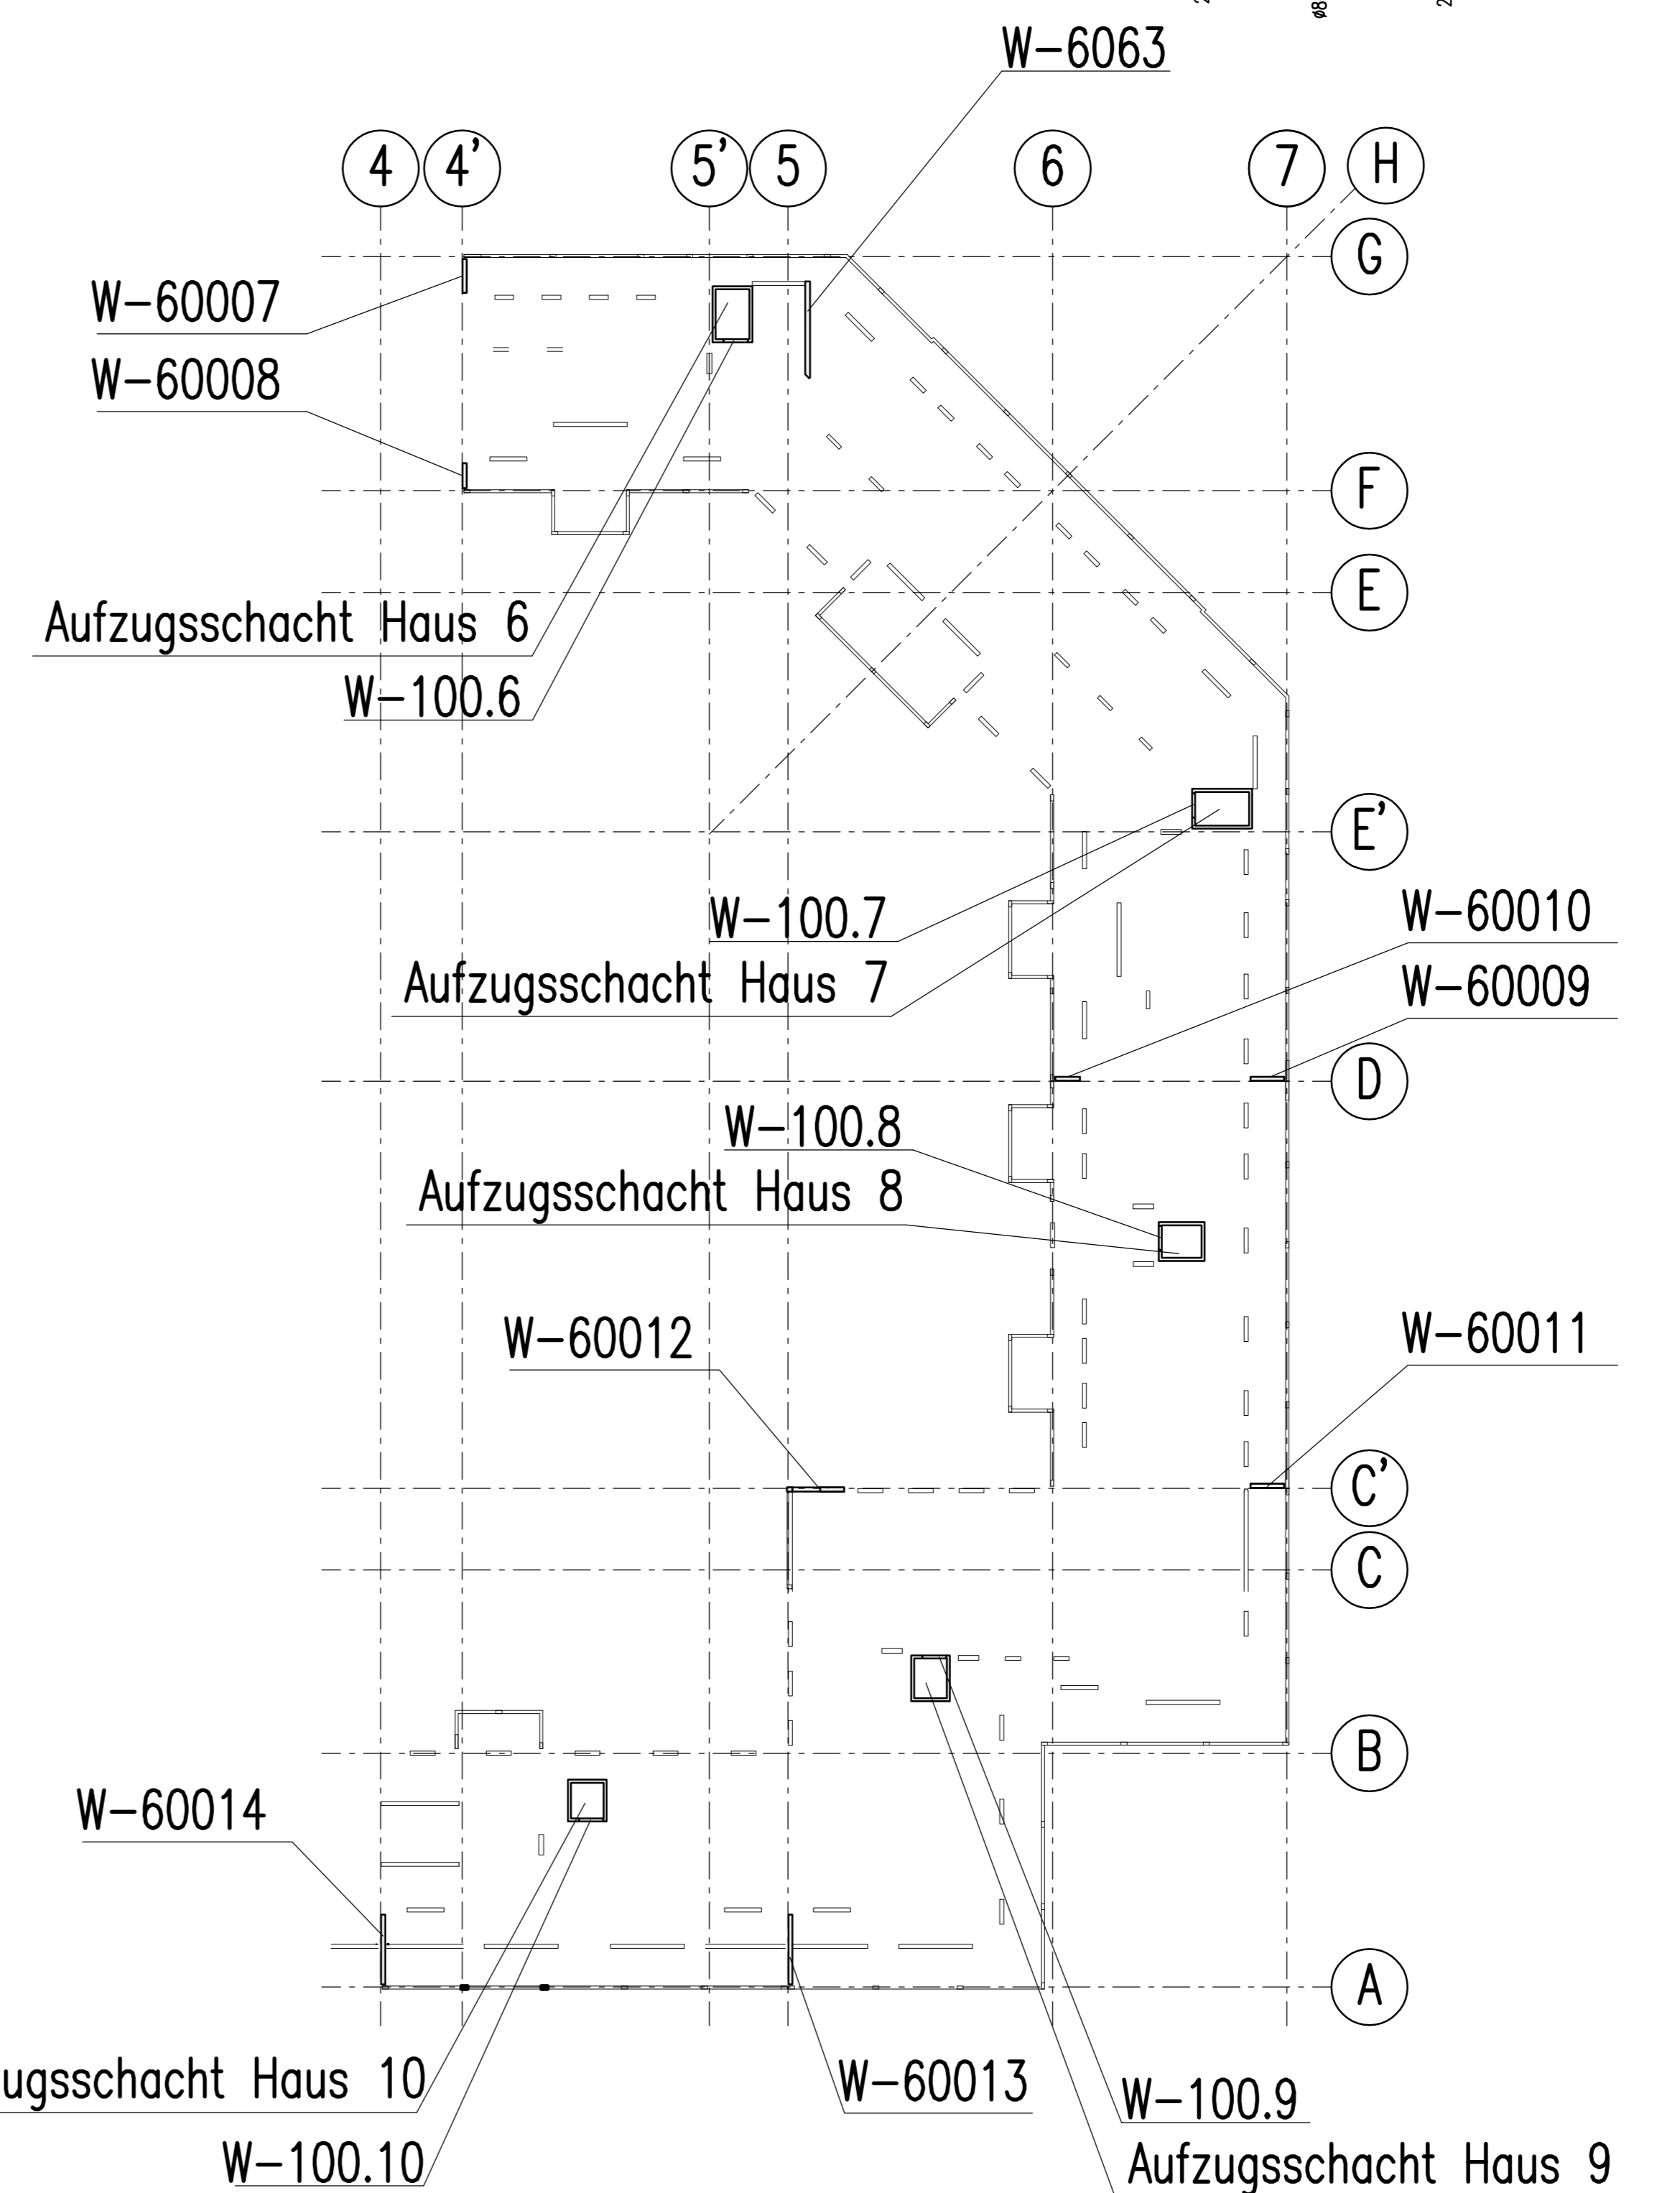 ø8
W-6063
4 4' 5' 5 6 7 H
G
W-60007
W-60008
F
E
Aufzugsschacht Haus 6
W-100.6
E'
W-100.7
W-60010
Aufzugsschacht Haus 7
W-60009
D
W-100.8
Aufzugsschacht Haus 8
W-60012
W-60011
C'
C
B
W-60014
A
ugsschacht Haus 10
W-60013
W-100.9
W-100.10
Aufzugsschacht Haus 9